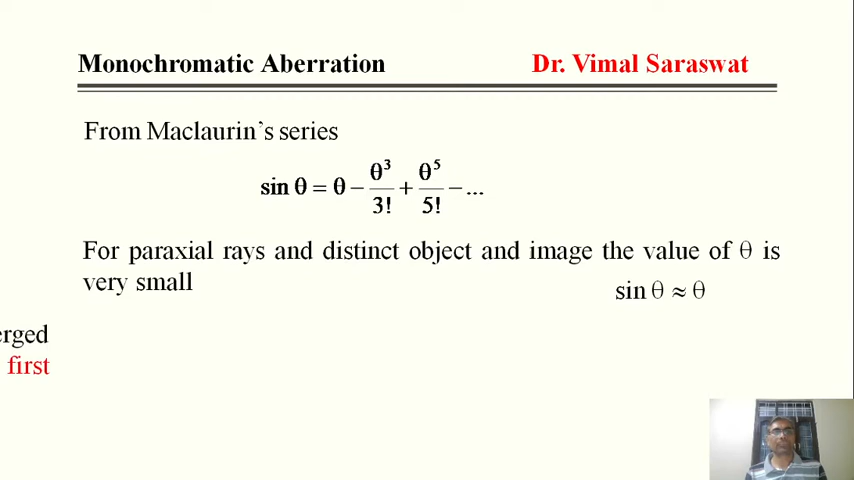 Monochromatic Aberration Dr. Vimal Saraswat
From Maclaurin's series
sin θ = θ − θ³/3! + θ⁵/5! − ...
For paraxial rays and distinct object and image the value of θ is
very small
sin θ ≈ θ
erged
first